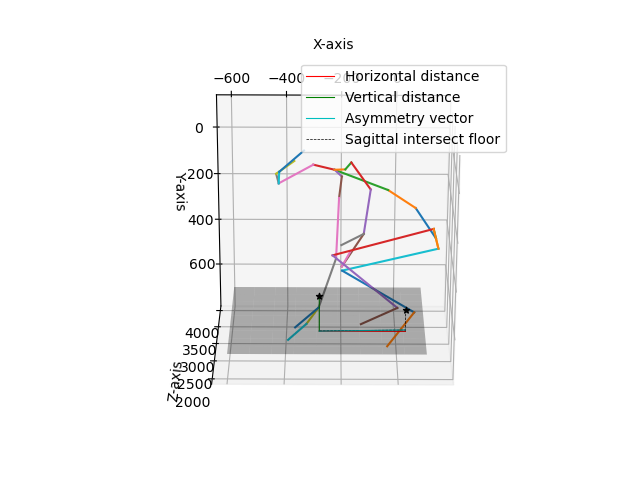 X-axis
−600 −400 −200
Horizontal distance
Vertical distance
Asymmetry vector
Sagittal intersect floor
0
200
400
600
Y-axis
4000
3500
3000
2500
2000
Z-axis